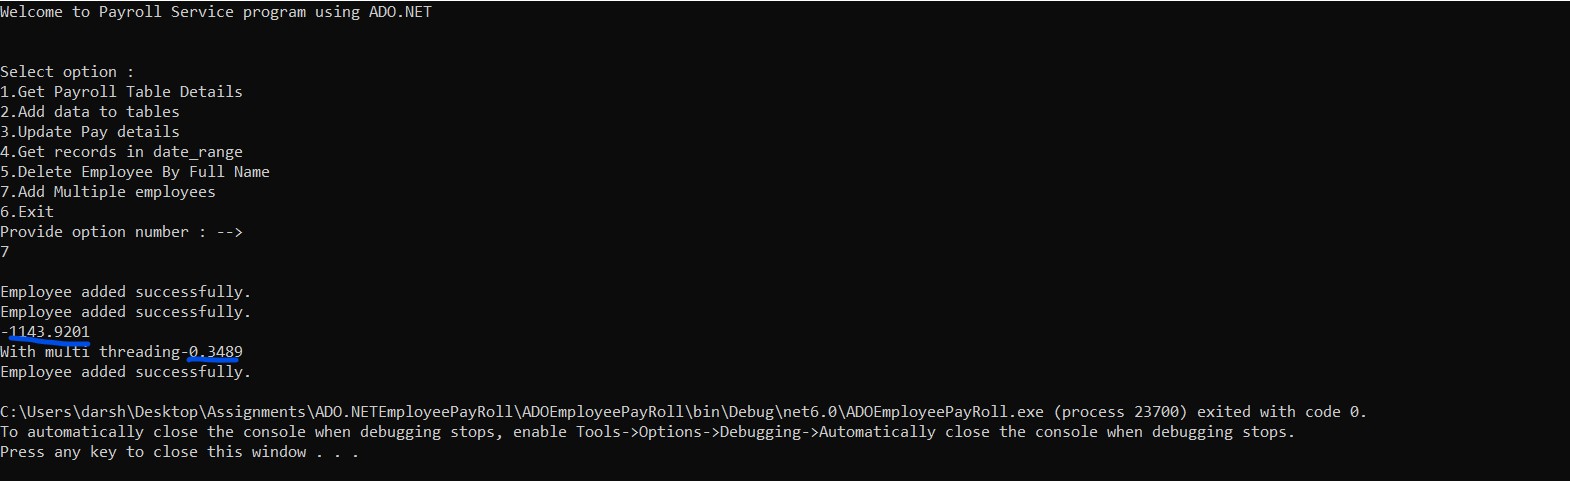 Welcome to Payroll Service program using ADO.NET
Select option :
1.Get Payroll Table Details
2.Add data to tables
3.Update Pay details
4.Get records in date_range
5.Delete Employee By Full Name
7.Add Multiple employees
6.Exit
Provide option number : -->
7
Employee added successfully.
Employee added successfully.
-1143.9201
With multi threading-0.3489
Employee added successfully.
C:\Users\darsh\Desktop\Assignments\ADO.NETEmployeePayRoll\ADOEmployeePayRoll\bin\Debug\net6.0\ADOEmployeePayRoll.exe (process 23700) exited with code 0.
To automatically close the console when debugging stops, enable Tools->Options->Debugging->Automatically close the console when debugging stops.
Press any key to close this window . . .